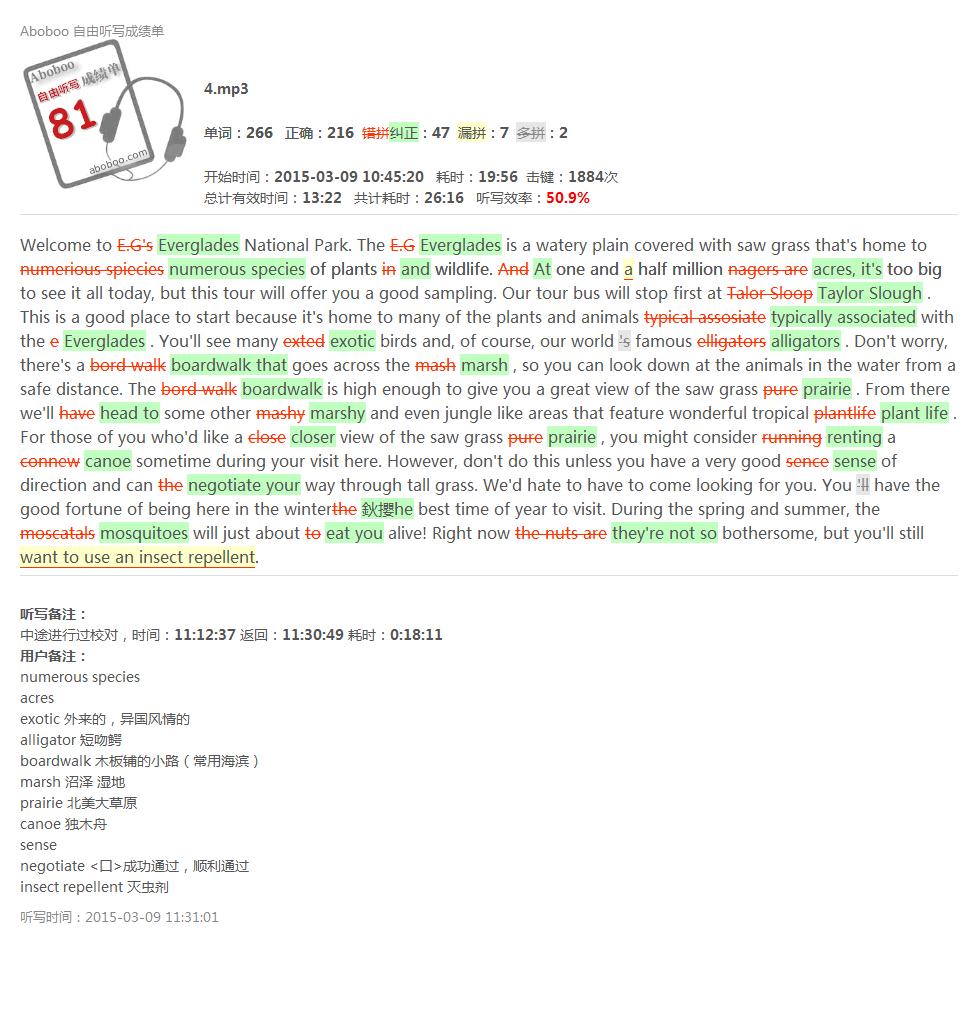 Aboboo 自由听写成绩单
Aboboo
自由听写 成绩单
81
aboboo.com
4.mp3
单词：266 正确：216 错拼纠正：47 漏拼：7 多拼：2
开始时间：2015-03-09 10:45:20 耗时：19:56 击键：1884次
总计有效时间：13:22 共计耗时：26:16 听写效率：50.9%
Welcome to E.G's Everglades National Park. The E.G Everglades is a watery plain covered with saw grass that's home to
numerious spiecies numerous species of plants in and wildlife. And At one and a half million nagers are acres, it's too big
to see it all today, but this tour will offer you a good sampling. Our tour bus will stop first at Talor Sloop Taylor Slough .
This is a good place to start because it's home to many of the plants and animals typical assosiate typically associated with
the e Everglades . You'll see many exted exotic birds and, of course, our world 's famous elligators alligators . Don't worry,
there's a bord walk boardwalk that goes across the mash marsh , so you can look down at the animals in the water from a
safe distance. The bord walk boardwalk is high enough to give you a great view of the saw grass pure prairie . From there
we'll have head to some other mashy marshy and even jungle like areas that feature wonderful tropical plantlife plant life .
For those of you who'd like a close closer view of the saw grass pure prairie , you might consider running renting a
connew canoe sometime during your visit here. However, don't do this unless you have a very good sence sense of
direction and can the negotiate your way through tall grass. We'd hate to have to come looking for you. You 'll have the
good fortune of being here in the winterthe 鈥攖he best time of year to visit. During the spring and summer, the
moscatals mosquitoes will just about to eat you alive! Right now the nuts are they're not so bothersome, but you'll still
want to use an insect repellent.
听写备注：
中途进行过校对，时间：11:12:37 返回：11:30:49 耗时：0:18:11
用户备注：
numerous species
acres
exotic 外来的，异国风情的
alligator 短吻鳄
boardwalk 木板铺的小路（常用海滨）
marsh 沼泽 湿地
prairie 北美大草原
canoe 独木舟
sense
negotiate <口>成功通过，顺利通过
insect repellent 灭虫剂
听写时间：2015-03-09 11:31:01